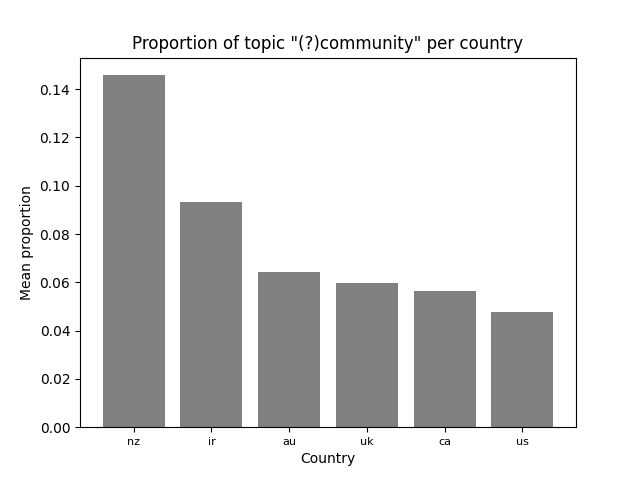 Proportion of topic "(?)community" per country
Mean proportion
0.14
0.12
0.10
0.08
0.06
0.04
0.02
0.00
nz ir au uk ca us
Country